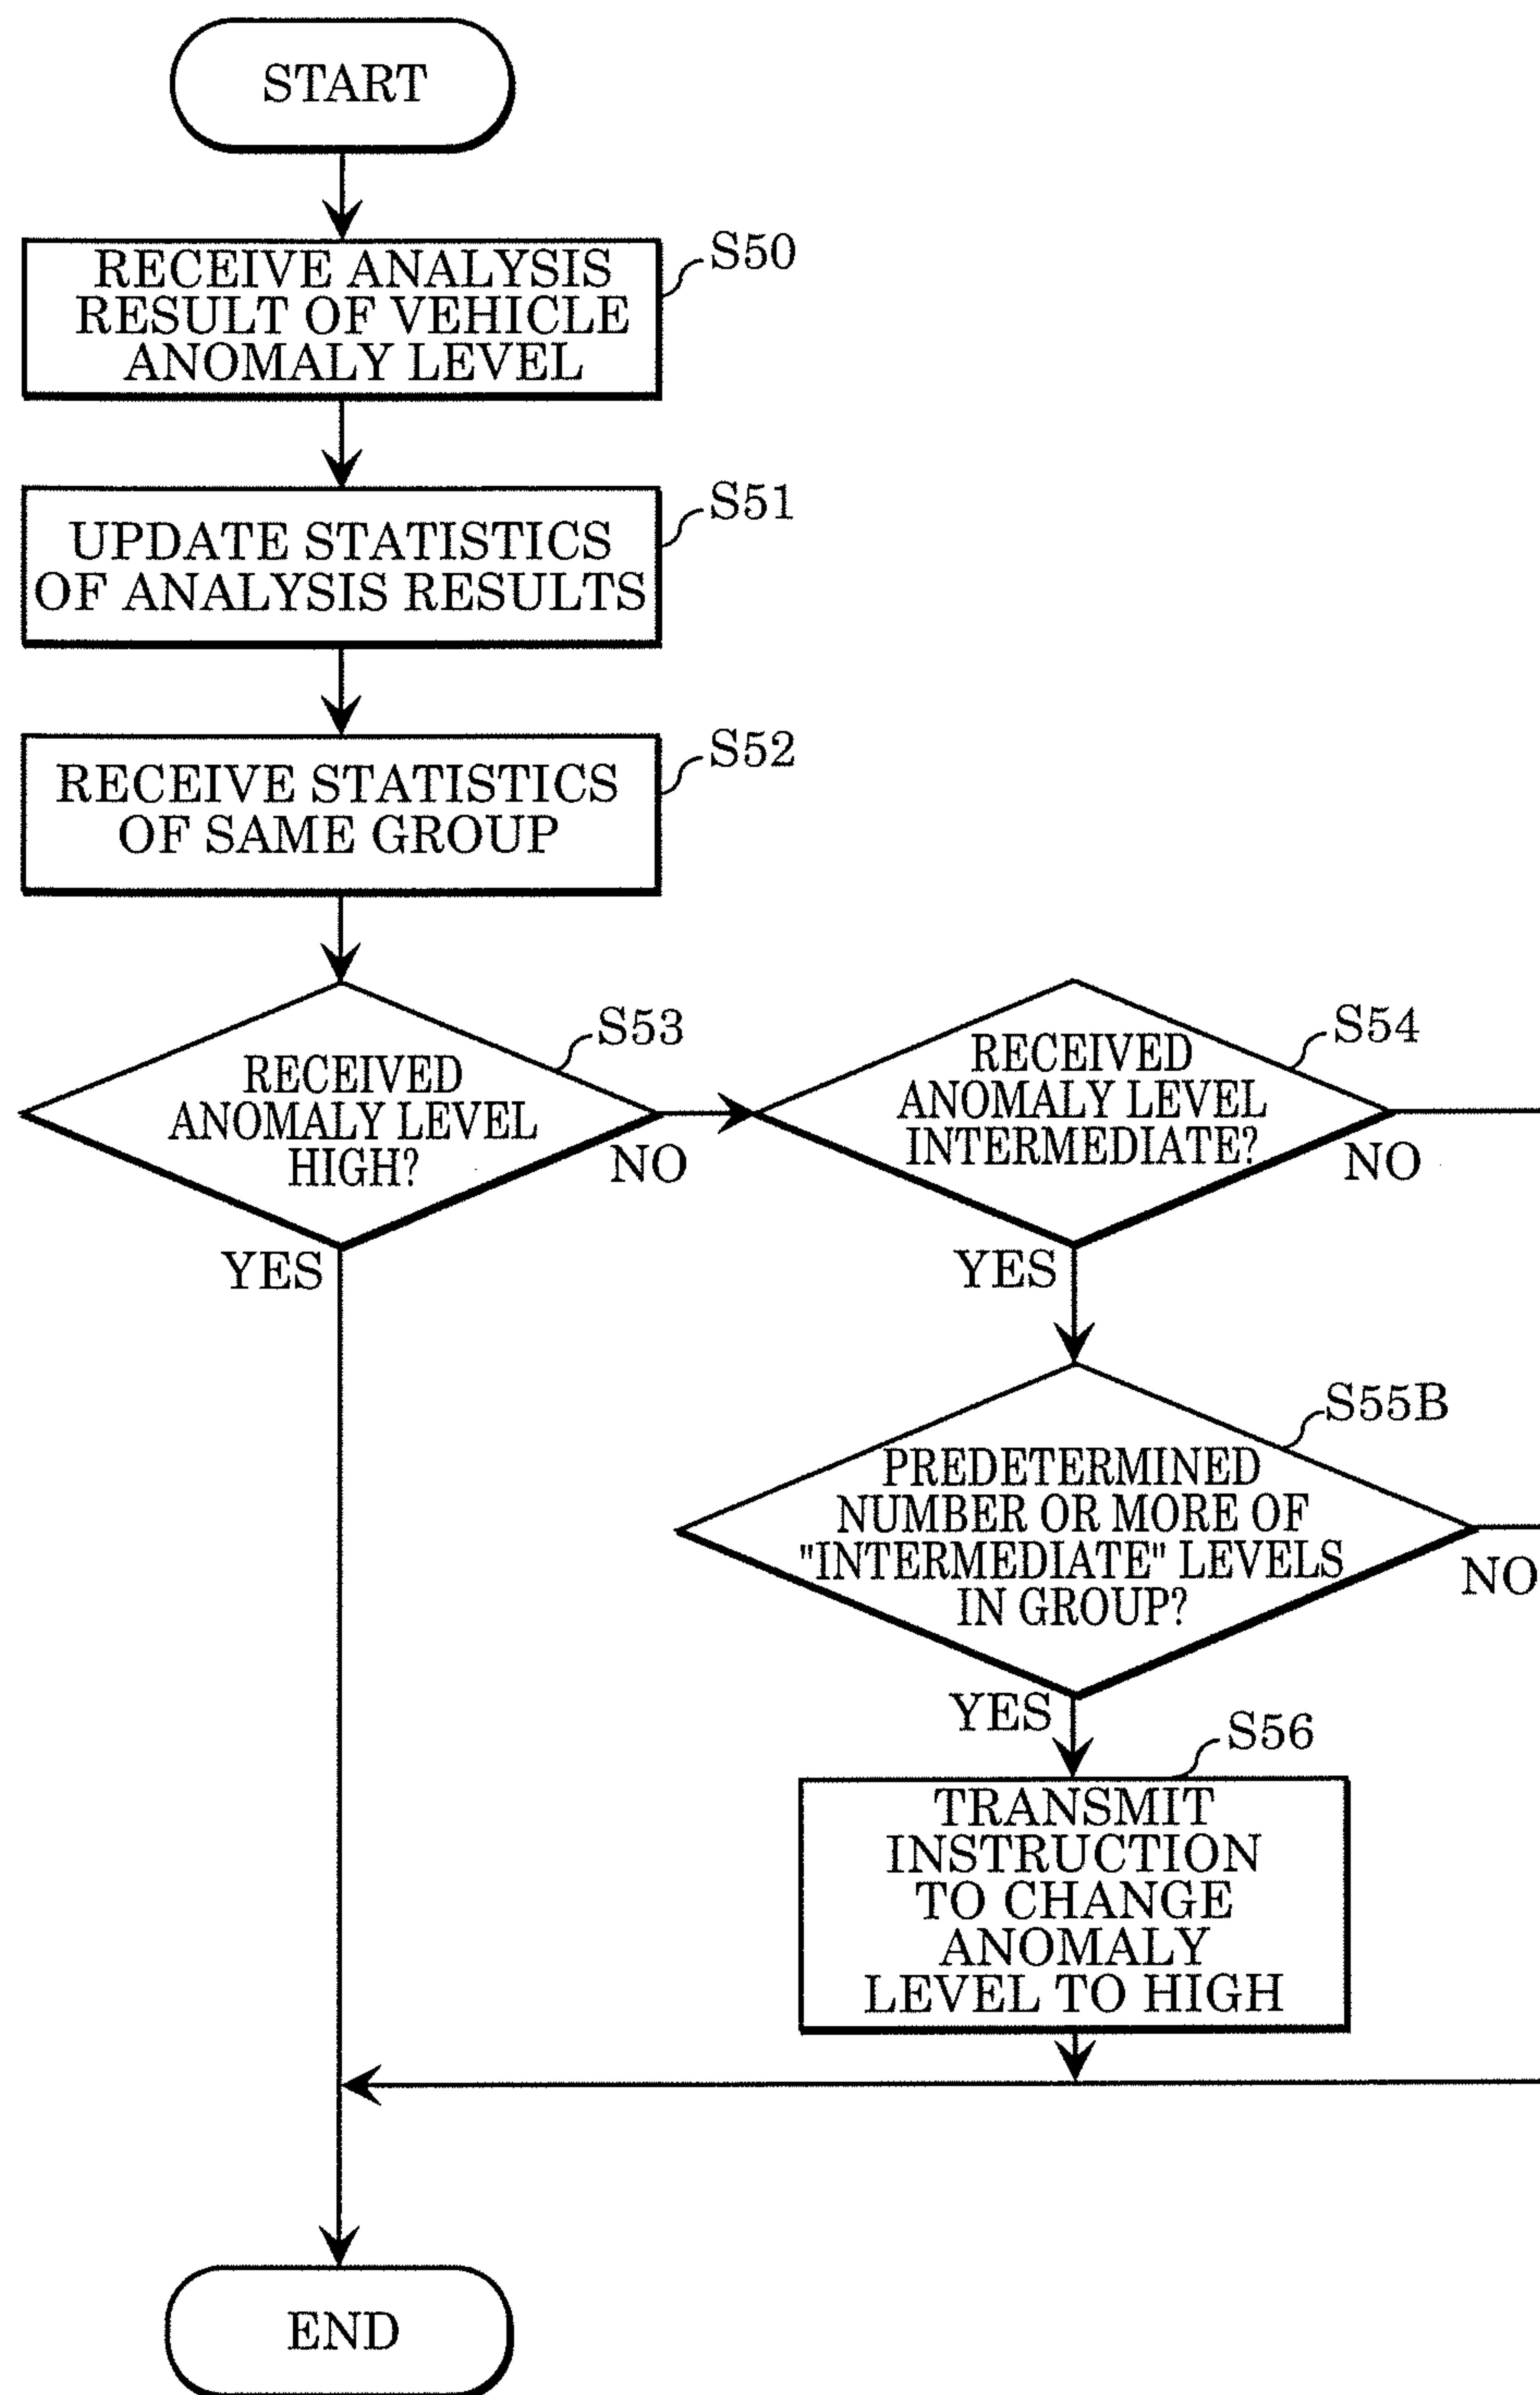 START
S50
RECEIVE ANALYSIS
RESULT OF VEHICLE
ANOMALY LEVEL
S51
UPDATE STATISTICS
OF ANALYSIS RESULTS
S52
RECEIVE STATISTICS
OF SAME GROUP
S53
RECEIVED
ANOMALY LEVEL
HIGH?
NO
YES
S54
RECEIVED
ANOMALY LEVEL
INTERMEDIATE?
NO
YES
S55B
PREDETERMINED
NUMBER OR MORE OF
"INTERMEDIATE" LEVELS
IN GROUP?
NO
YES
S56
TRANSMIT
INSTRUCTION
TO CHANGE
ANOMALY
LEVEL TO HIGH
END